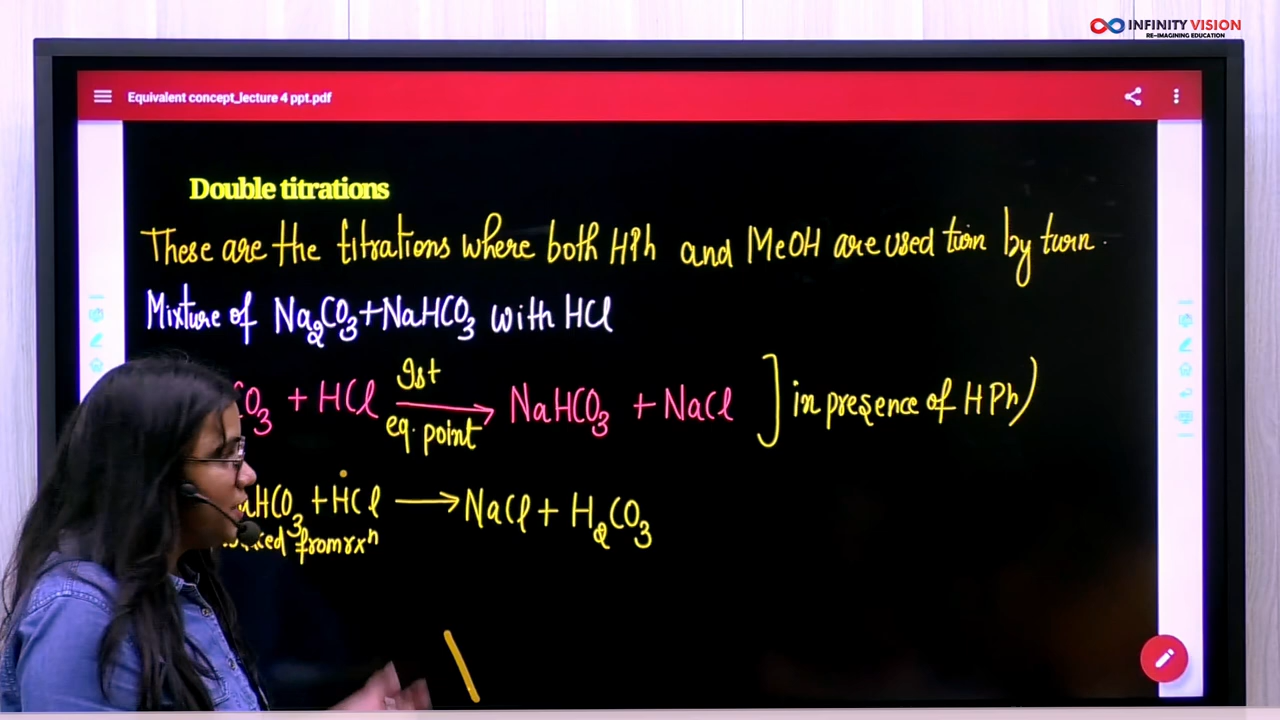 INFINITY VISION
RE-IMAGINING EDUCATION
Equivalent concept_lecture 4 ppt.pdf
Double titrations
These are the titrations where both HPh and MeOH are used turn by turn.
Mixture of Na₂CO₃+NaHCO₃ with HCl
CO₃ + HCl Ist eq. point → NaHCO₃ + NaCl ] in presence of HPh)
aHCO₃ + HCl → NaCl + H₂CO₃
from rxⁿ